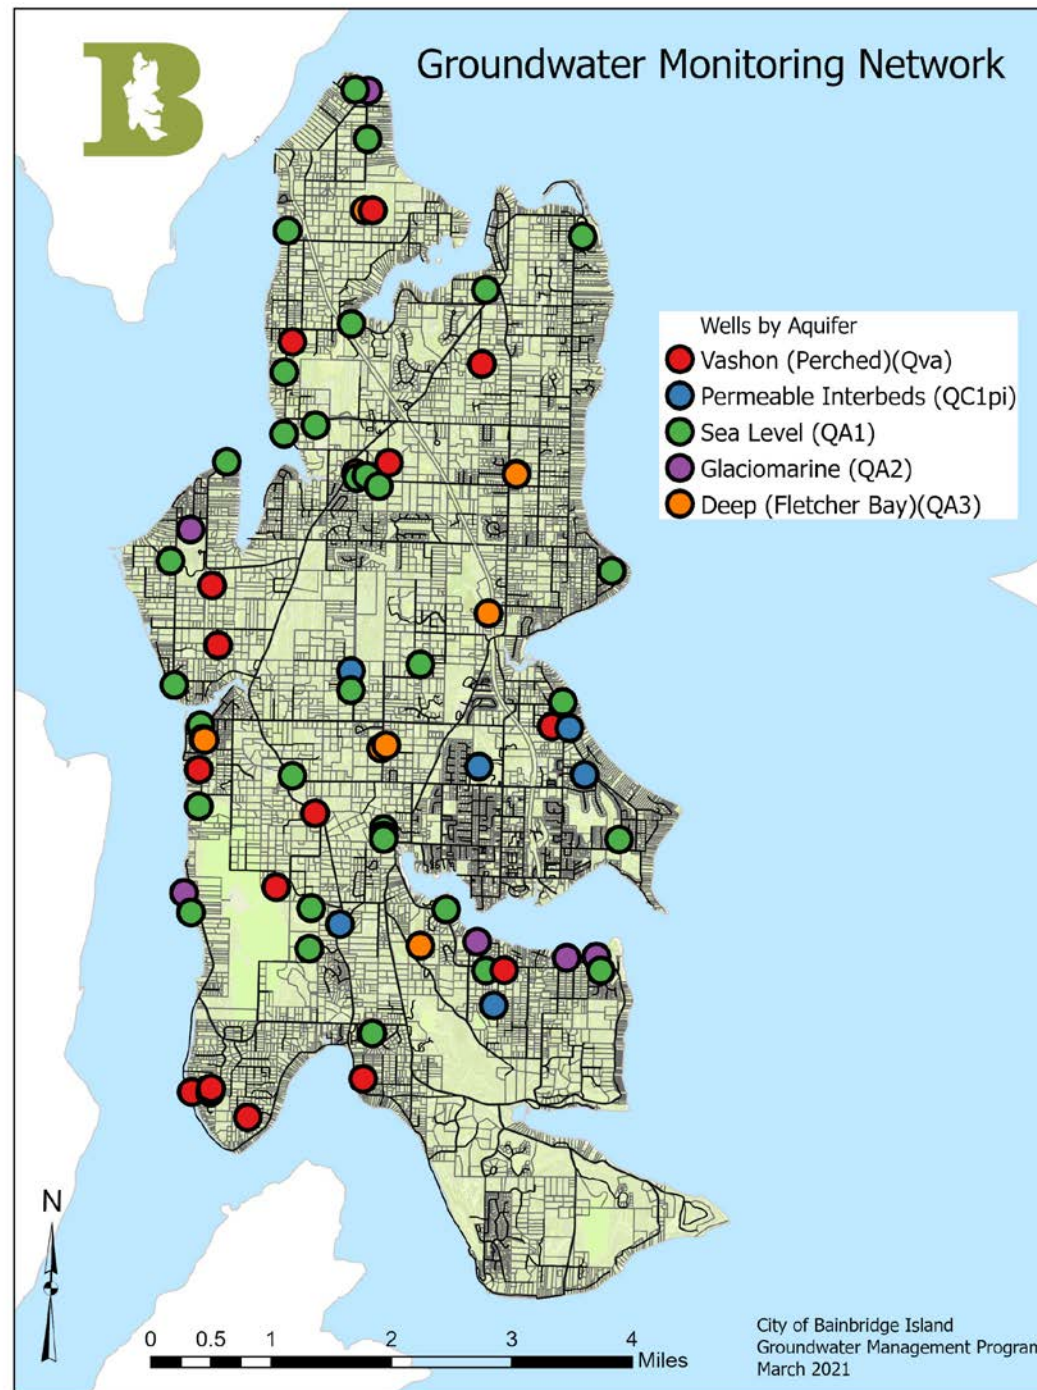 B
Groundwater Monitoring Network
Wells by Aquifer
Vashon (Perched)(Qva)
Permeable Interbeds (QC1pi)
Sea Level (QA1)
Glaciomarine (QA2)
Deep (Fletcher Bay)(QA3)
N
0 0.5 1 2 3 4
Miles
City of Bainbridge Island
Groundwater Management Program
March 2021